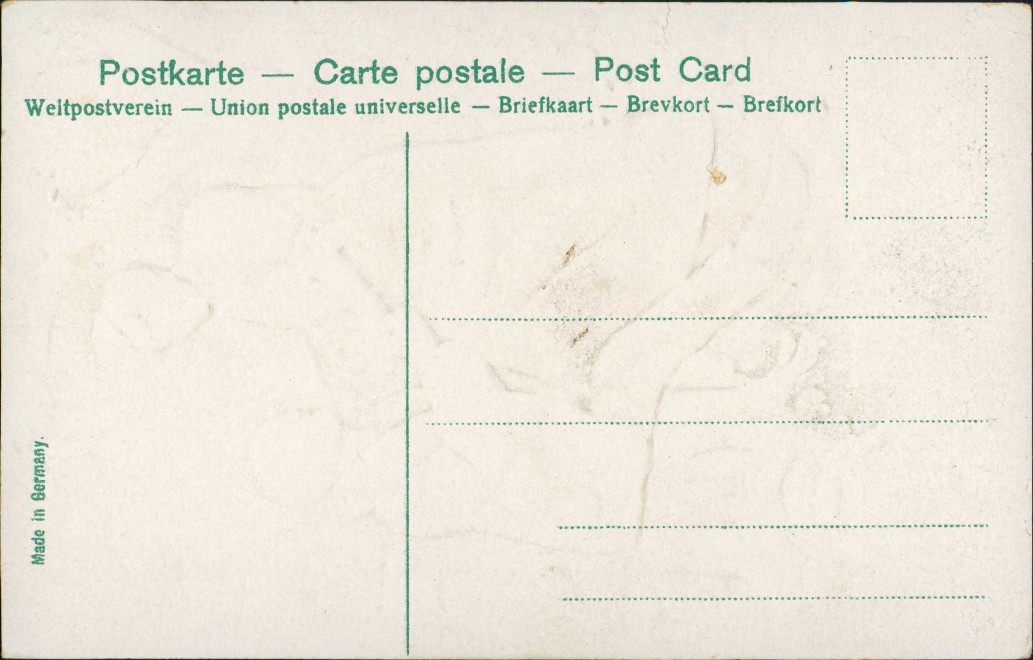 Postkarte — Carte postale — Post Card
Weltpostverein — Union postale universelle — Briefkaart — Brevkort — Brefkort
Made in Germany.